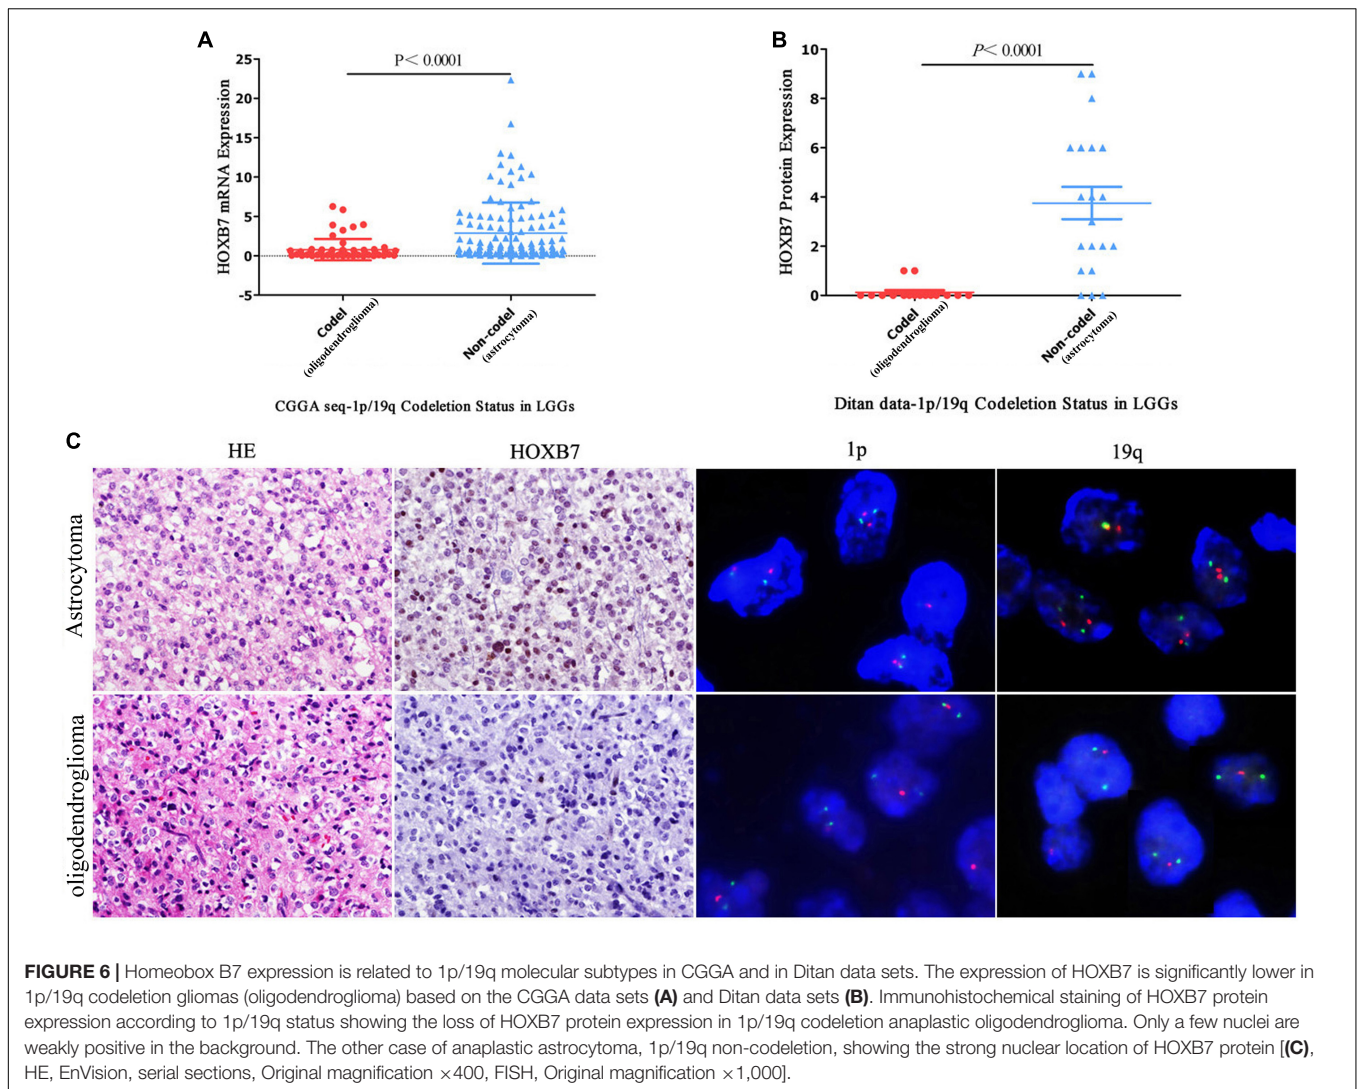 A
P< 0.0001
HOXB7 mRNA Expression
25
20
15
10
5
0
-5
Codel
(oligodendroglioma)
Non-codel
(astrocytoma)
CGGA seq-1p/19q Codeletion Status in LGGs
B
P< 0.0001
HOXB7 Protein Expression
10
8
6
4
2
0
Codel
(oligodendroglioma)
Non-codel
(astrocytoma)
Ditan data-1p/19q Codeletion Status in LGGs
C
HE
HOXB7
1p
19q
Astrocytoma
oligodendroglioma
FIGURE 6 | Homeobox B7 expression is related to 1p/19q molecular subtypes in CGGA and in Ditan data sets. The expression of HOXB7 is significantly lower in
1p/19q codeletion gliomas (oligodendroglioma) based on the CGGA data sets (A) and Ditan data sets (B). Immunohistochemical staining of HOXB7 protein
expression according to 1p/19q status showing the loss of HOXB7 protein expression in 1p/19q codeletion anaplastic oligodendroglioma. Only a few nuclei are
weakly positive in the background. The other case of anaplastic astrocytoma, 1p/19q non-codeletion, showing the strong nuclear location of HOXB7 protein [(C),
HE, EnVision, serial sections, Original magnification ×400, FISH, Original magnification ×1,000].